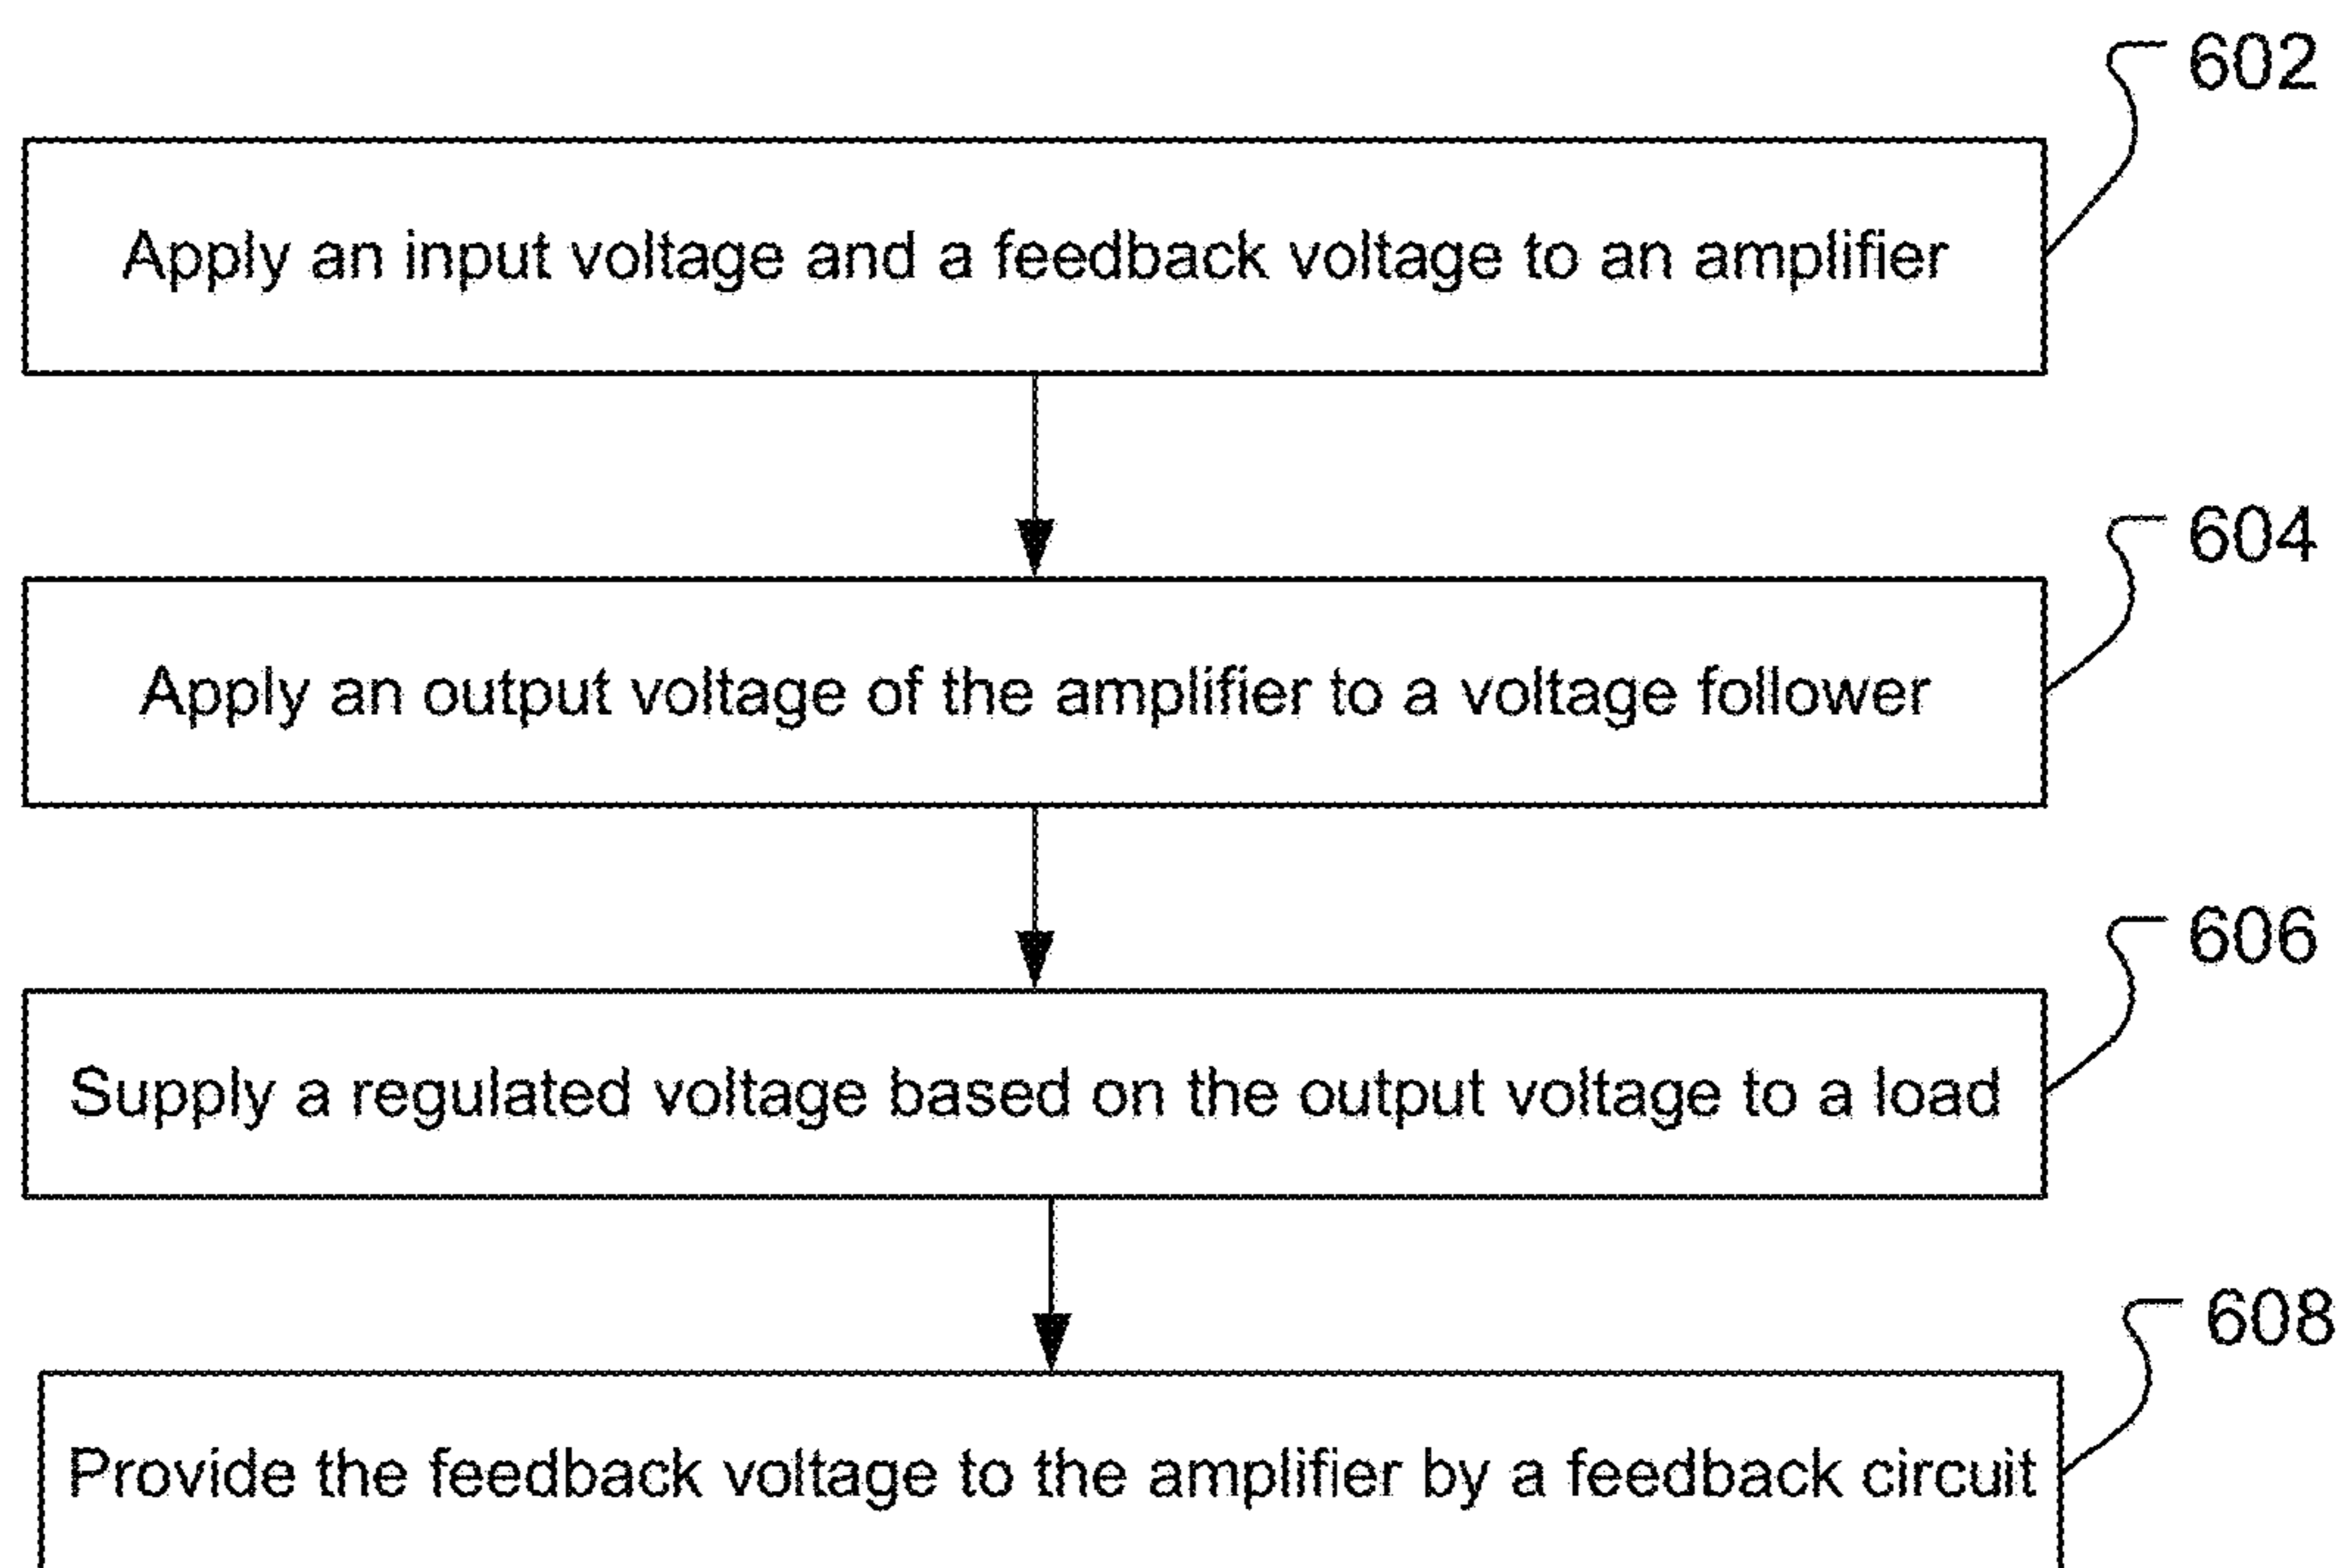 602
Apply an input voltage and a feedback voltage to an amplifier
604
Apply an output voltage of the amplifier to a voltage follower
606
Supply a regulated voltage based on the output voltage to a load
608
Provide the feedback voltage to the amplifier by a feedback circuit